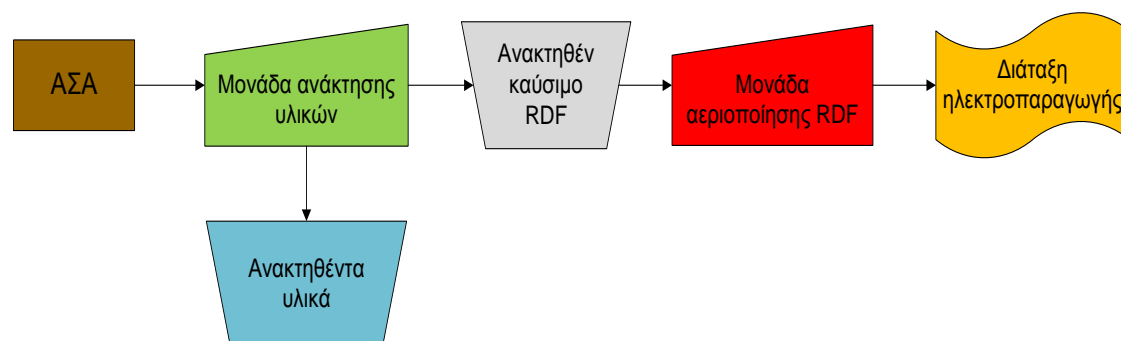 ΑΣΑ
Μονάδα ανάκτησης
υλικών
Ανακτηθέν
καύσιμο
RDF
Μονάδα
αεριοποίησης RDF
Διάταξη
ηλεκτροπαραγωγής
Ανακτηθέντα
υλικά